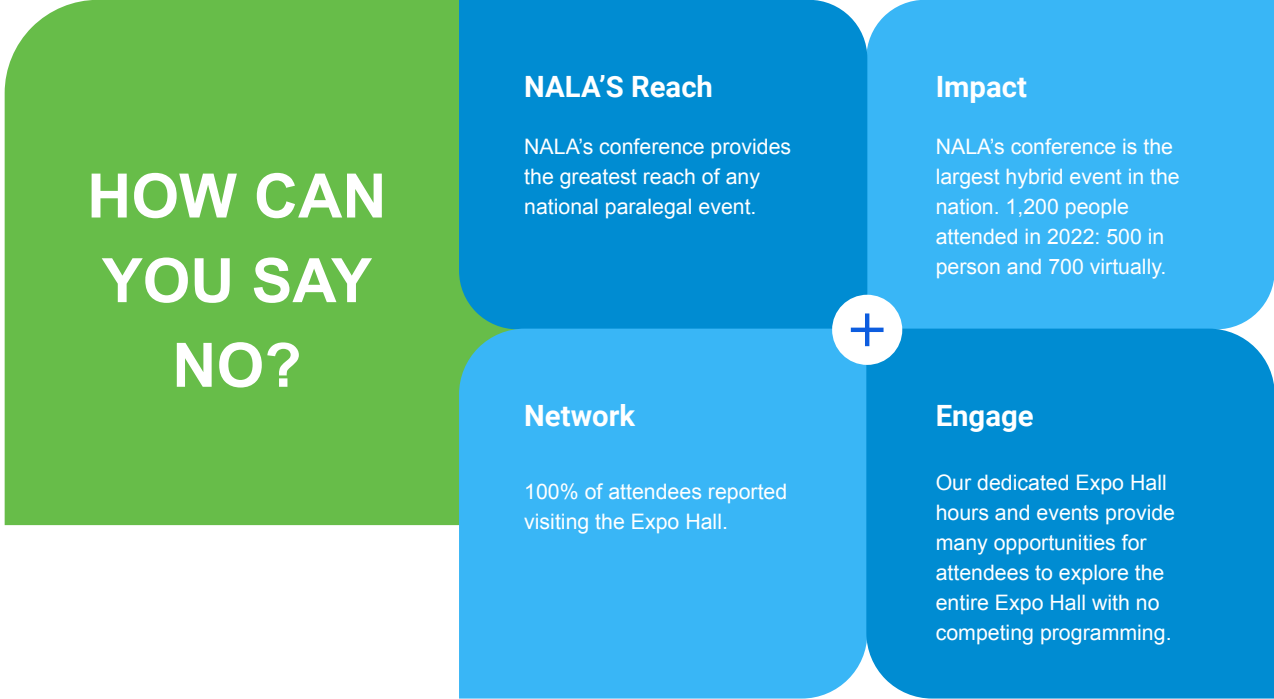 HOW CAN
YOU SAY
NO?
NALA’S Reach
NALA’s conference provides
the greatest reach of any
national paralegal event.
Impact
NALA’s conference is the
largest hybrid event in the
nation. 1,200 people
attended in 2022: 500 in
person and 700 virtually.
Network
100% of attendees reported
visiting the Expo Hall.
Engage
Our dedicated Expo Hall
hours and events provide
many opportunities for
attendees to explore the
entire Expo Hall with no
competing programming.